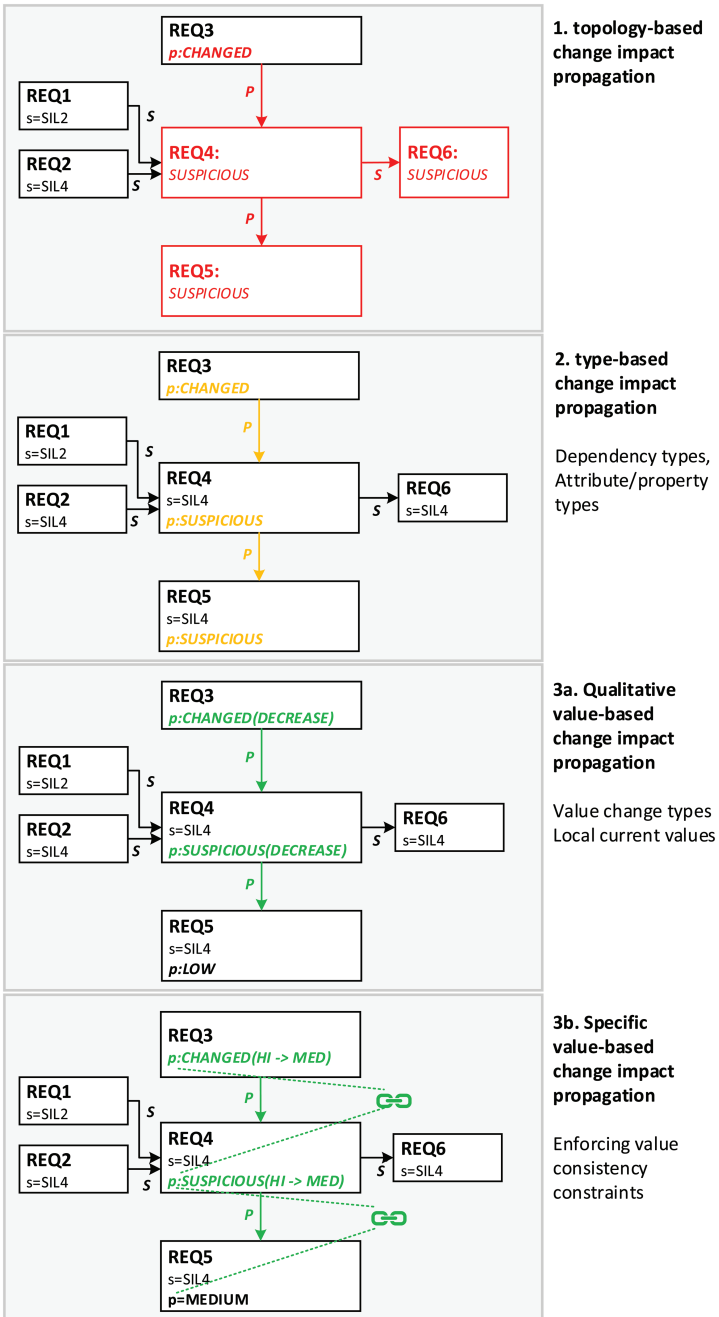 REQ3
p:CHANGED
P
REQ1
s=SIL2
S
REQ2
s=SIL4
S
REQ4:
SUSPICIOUS
S
REQ6:
SUSPICIOUS
P
REQ5:
SUSPICIOUS
1. topology-based
change impact
propagation
REQ3
p:CHANGED
P
REQ1
s=SIL2
S
REQ2
s=SIL4
S
REQ4
s=SIL4
p:SUSPICIOUS
S
REQ6
s=SIL4
P
REQ5
s=SIL4
p:SUSPICIOUS
2. type-based
change impact
propagation
Dependency types,
Attribute/property
types
REQ3
p:CHANGED(DECREASE)
P
REQ1
s=SIL2
S
REQ2
s=SIL4
S
REQ4
s=SIL4
p:SUSPICIOUS(DECREASE)
S
REQ6
s=SIL4
P
REQ5
s=SIL4
p:LOW
3a. Qualitative
value-based
change impact
propagation
Value change types
Local current values
REQ3
p:CHANGED(HI -> MED)
P
REQ1
s=SIL2
S
REQ2
s=SIL4
S
REQ4
s=SIL4
p:SUSPICIOUS(HI -> MED)
S
REQ6
s=SIL4
P
REQ5
s=SIL4
p=MEDIUM
3b. Specific
value-based
change impact
propagation
Enforcing value
consistency
constraints